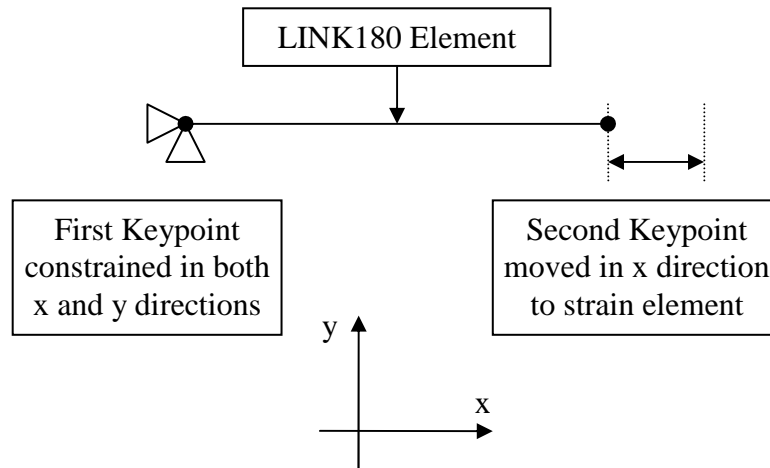 LINK180 Element
First Keypoint
constrained in both
x and y directions
Second Keypoint
moved in x direction
to strain element
y
x